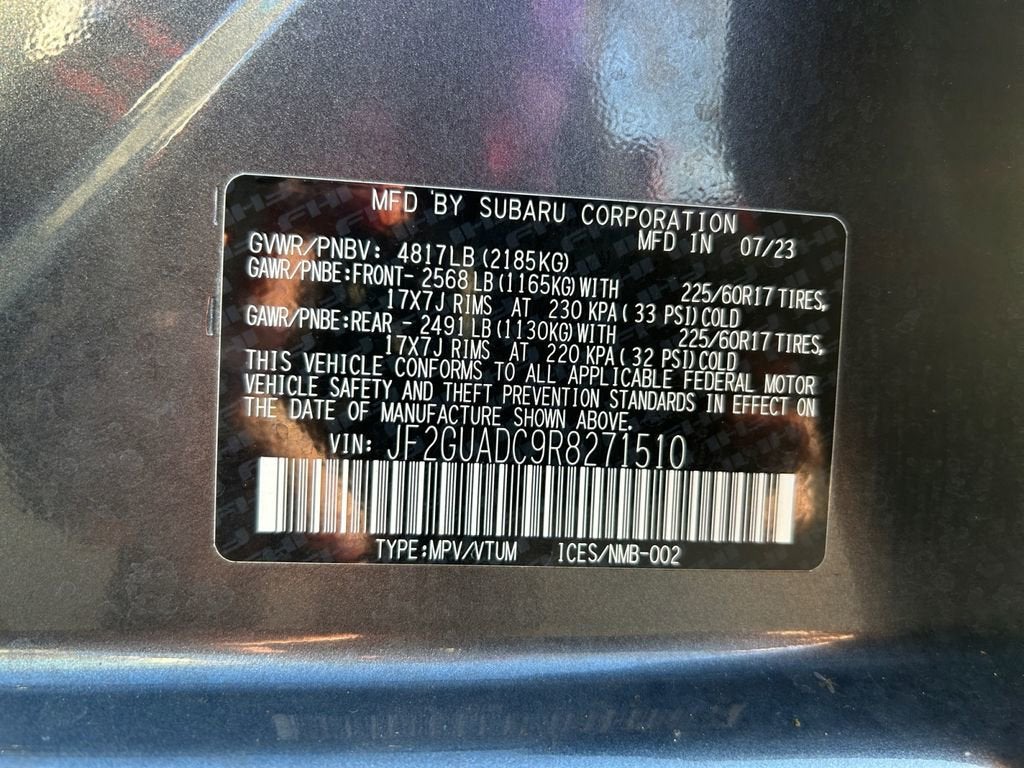 MFD BY SUBARU CORPORATION
MFD IN 07/23
GVWR/PNBV: 4817LB (2185KG)
GAWR/PNBE:FRONT- 2568 LB (1165KG) WITH 225/60R17 TIRES,
17X7J RIMS AT 230 KPA ( 33 PSI) COLD
GAWR/PNBE:REAR - 2491 LB (1130KG) WITH 225/60R17 TIRES,
17X7J RIMS AT 220 KPA ( 32 PSI) COLD
THIS VEHICLE CONFORMS TO ALL APPLICABLE FEDERAL MOTOR
VEHICLE SAFETY AND THEFT PREVENTION STANDARDS IN EFFECT ON
THE DATE OF MANUFACTURE SHOWN ABOVE.
VIN: JF2GUADC9R8271510
TYPE:MPV/VTUM ICES/NMB-002